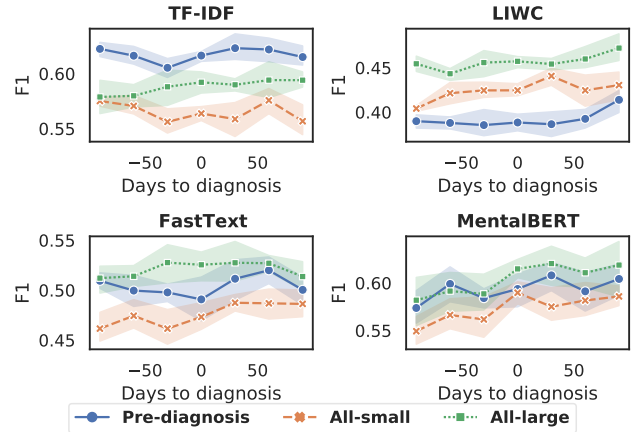 TF-IDF
0.60
0.55
F1
−50
0
50
Days to diagnosis
LIWC
0.45
0.40
F1
−50
0
50
Days to diagnosis
FastText
0.55
0.50
0.45
F1
−50
0
50
Days to diagnosis
MentalBERT
0.60
0.55
F1
−50
0
50
Days to diagnosis
Pre-diagnosis
All-small
All-large